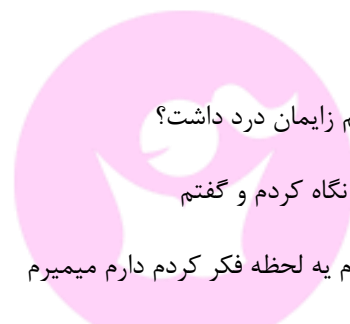 زایمان درد داشت؟
نگاه کردم و گفتم
یه لحظه فکر کردم دارم میمیرم